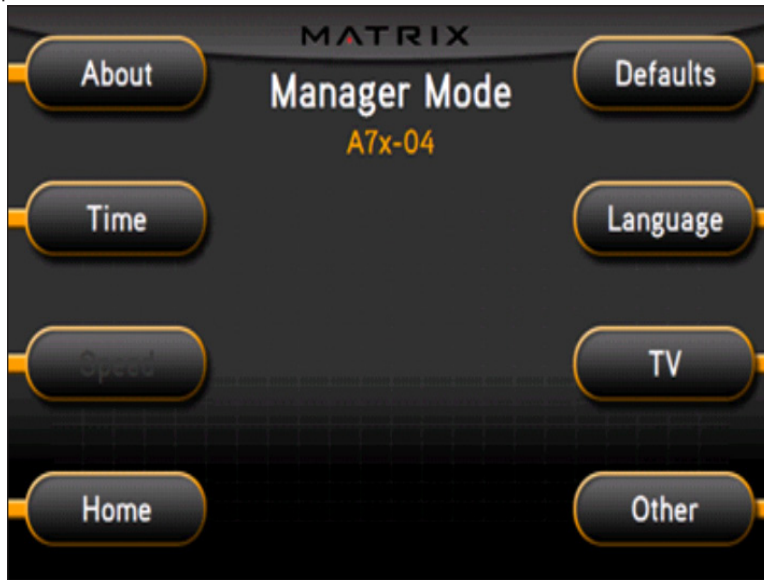 MATRIX
Manager Mode
A7x-04
About
Defaults
Time
Language
Speed
TV
Home
Other